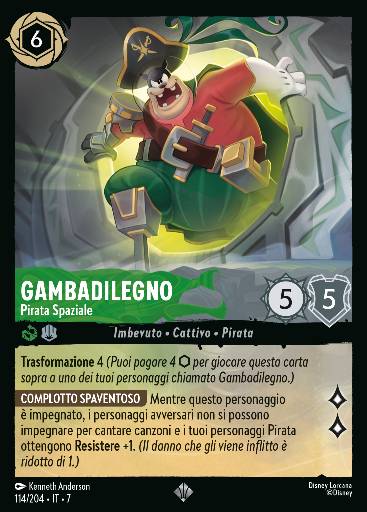 6
GAMBADILEGNO
Pirata Spaziale
5
5
Imbevuto • Cattivo • Pirata
Trasformazione 4 (Puoi pagare 4 per giocare questa carta
sopra a uno dei tuoi personaggi chiamato Gambadilegno.)
COMPLOTTO SPAVENTOSO Mentre questo personaggio
è impegnato, i personaggi avversari non si possono
impegnare per cantare canzoni e i tuoi personaggi Pirata
ottengono Resistere +1. (Il danno che gli viene inflitto è
ridotto di 1.)
Kenneth Anderson
114/204 • IT • 7
Disney Lorcana
©Disney